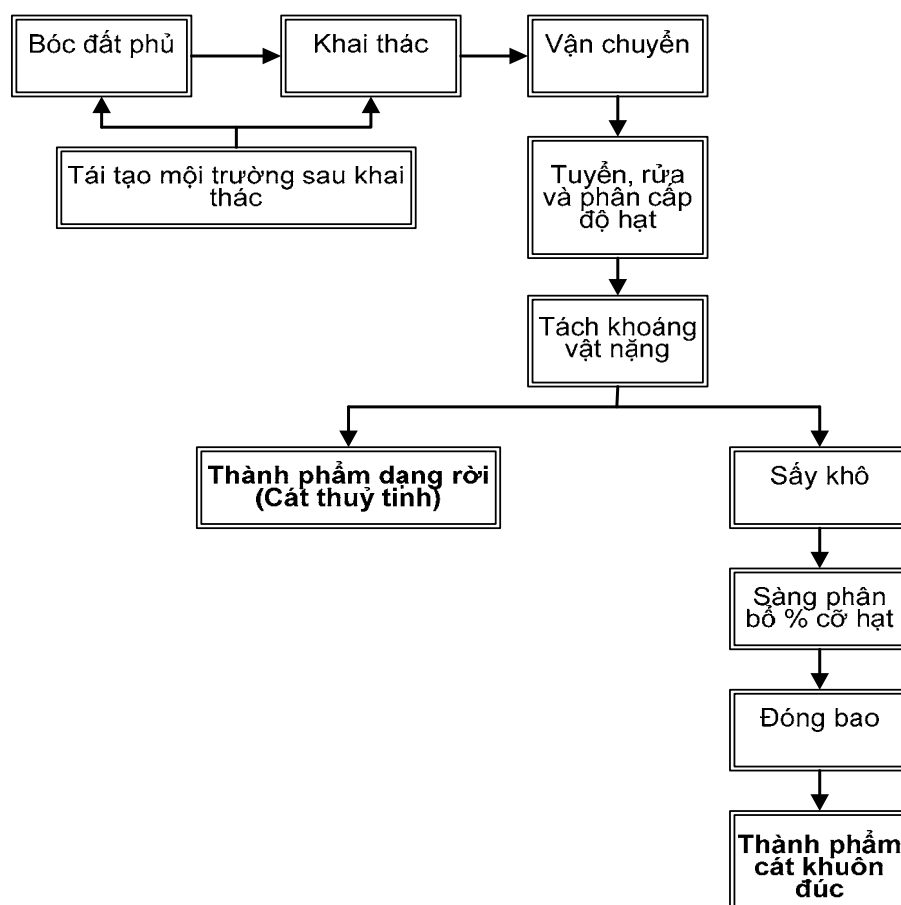 Bóc đất phủ
Khai thác
Vận chuyển
Tái tạo mội trường sau khai
thác
Tuyển, rửa
và phân cấp
độ hạt
Tách khoáng
vật nặng
Thành phẩm dạng rời
(Cát thuỷ tinh)
Sấy khô
Sàng phân
bổ % cỡ hạt
Đóng bao
Thành phẩm
cát khuôn
đúc